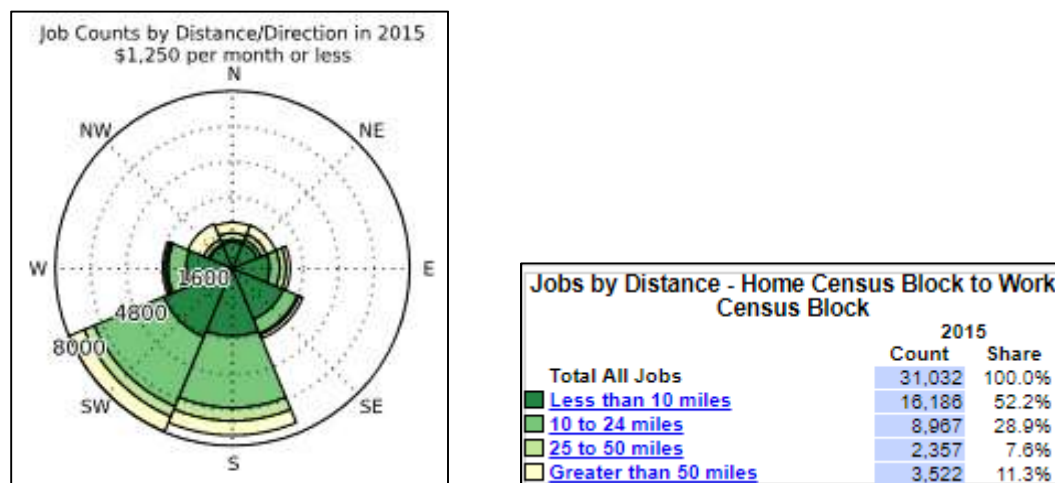 Job Counts by Distance/Direction in 2015
$1,250 per month or less
N
NW
NE
W
E
1600
4800
8000
SW
SE
S
Jobs by Distance - Home Census Block to Work
Census Block
2015
Count Share
Total All Jobs 31,032 100.0%
Less than 10 miles 16,186 52.2%
10 to 24 miles 8,967 28.9%
25 to 50 miles 2,357 7.6%
Greater than 50 miles 3,522 11.3%